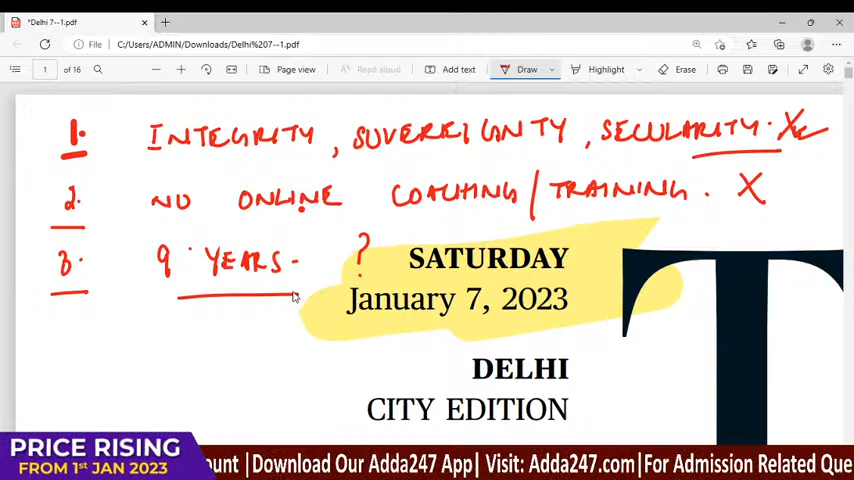 *Delhi 7--1.pdf
File C:/Users/ADMIN/Downloads/Delhi%207--1.pdf
1 of 16 Page view Read aloud Add text Draw Highlight Erase
1. INTEGRITY, SUVEREIGNTY, SECULARITY. X
2. NO ONLINE COACHING/TRAINING. X
3. 9 YEARS. ?
SATURDAY
January 7, 2023
T
DELHI
CITY EDITION
PRICE RISING
FROM 1ST JAN 2023
ount |Download Our Adda247 App| Visit: Adda247.com|For Admission Related Que